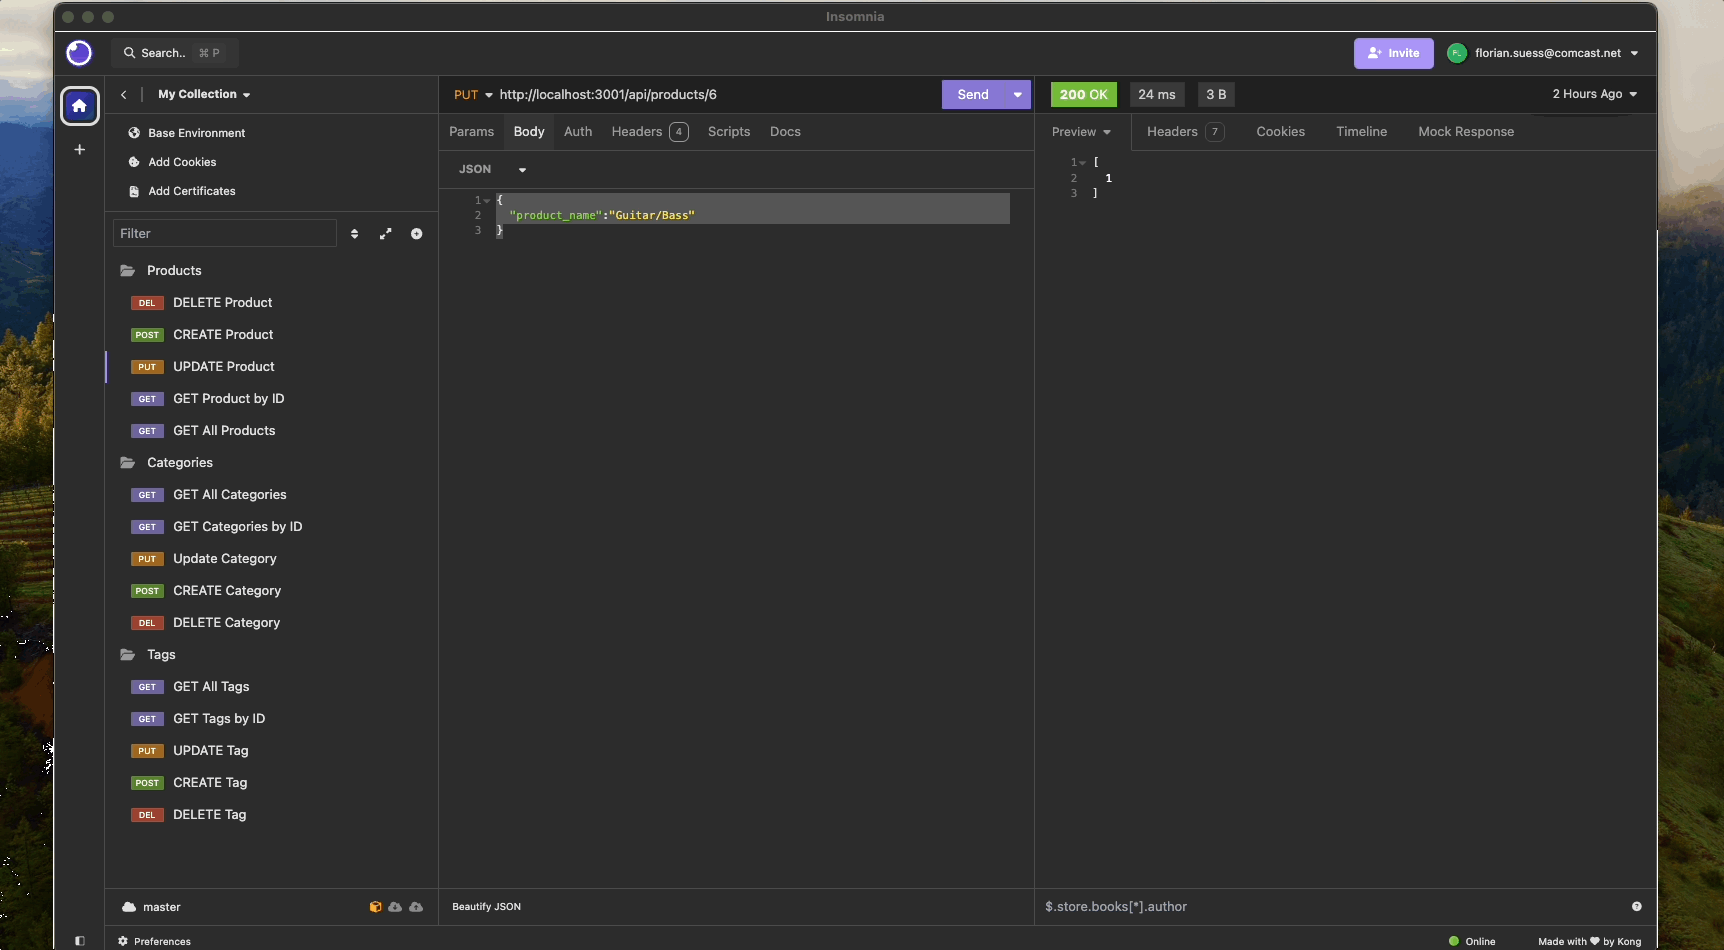 Insomnia
Search.. ⌘ P
Invite
FL florian.suess@comcast.net
My Collection
PUT http://localhost:3001/api/products/6
Send
200 OK 24 ms 3 B
2 Hours Ago
Base Environment
Add Cookies
Add Certificates
Params Body Auth Headers 4 Scripts Docs
Preview Headers 7 Cookies Timeline Mock Response
JSON
1 {
2 "product_name":"Guitar/Bass"
3 }
1 [
2 1
3 ]
Filter
Products
DEL DELETE Product
POST CREATE Product
PUT UPDATE Product
GET GET Product by ID
GET GET All Products
Categories
GET GET All Categories
GET GET Categories by ID
PUT Update Category
POST CREATE Category
DEL DELETE Category
Tags
GET GET All Tags
GET GET Tags by ID
PUT UPDATE Tag
POST CREATE Tag
DEL DELETE Tag
master
Beautify JSON
$.store.books[*].author
Preferences
Online
Made with ♥ by Kong